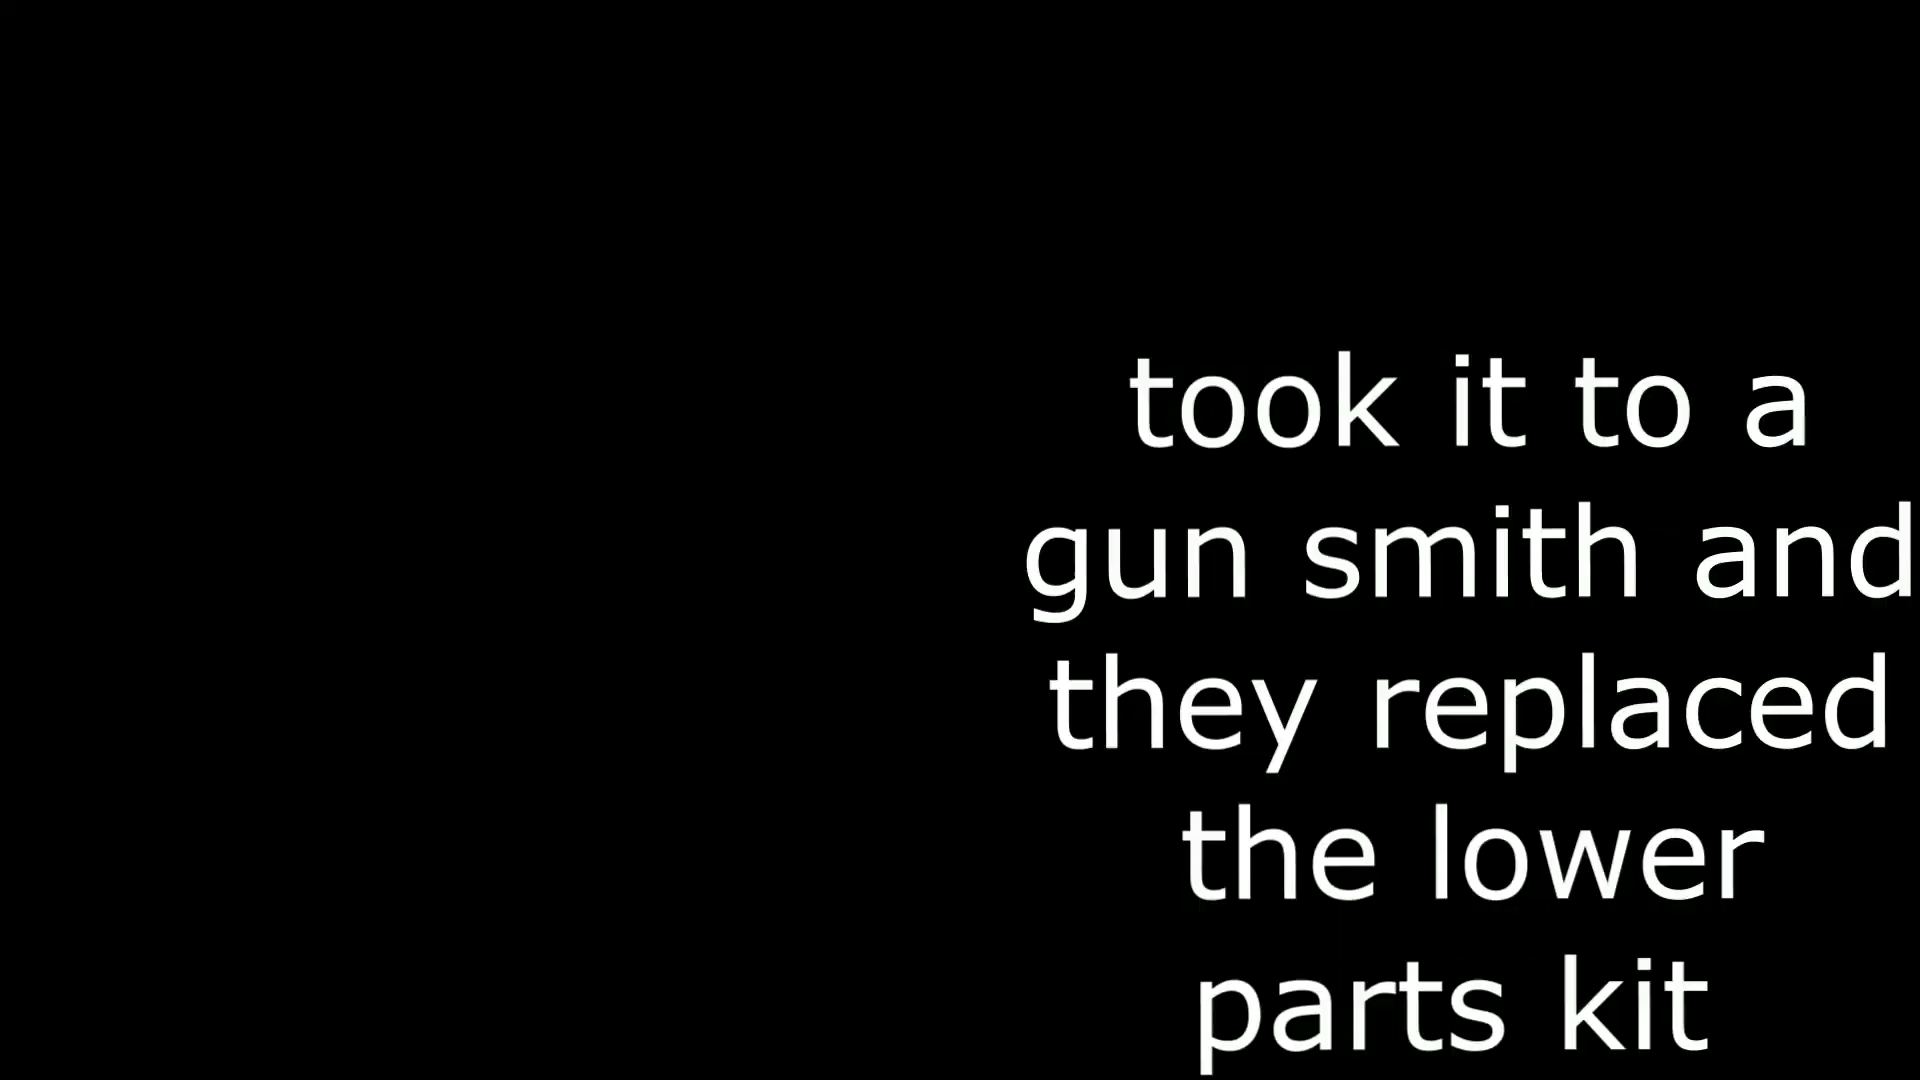 took it to a
gun smith and
they replaced
the lower
parts kit